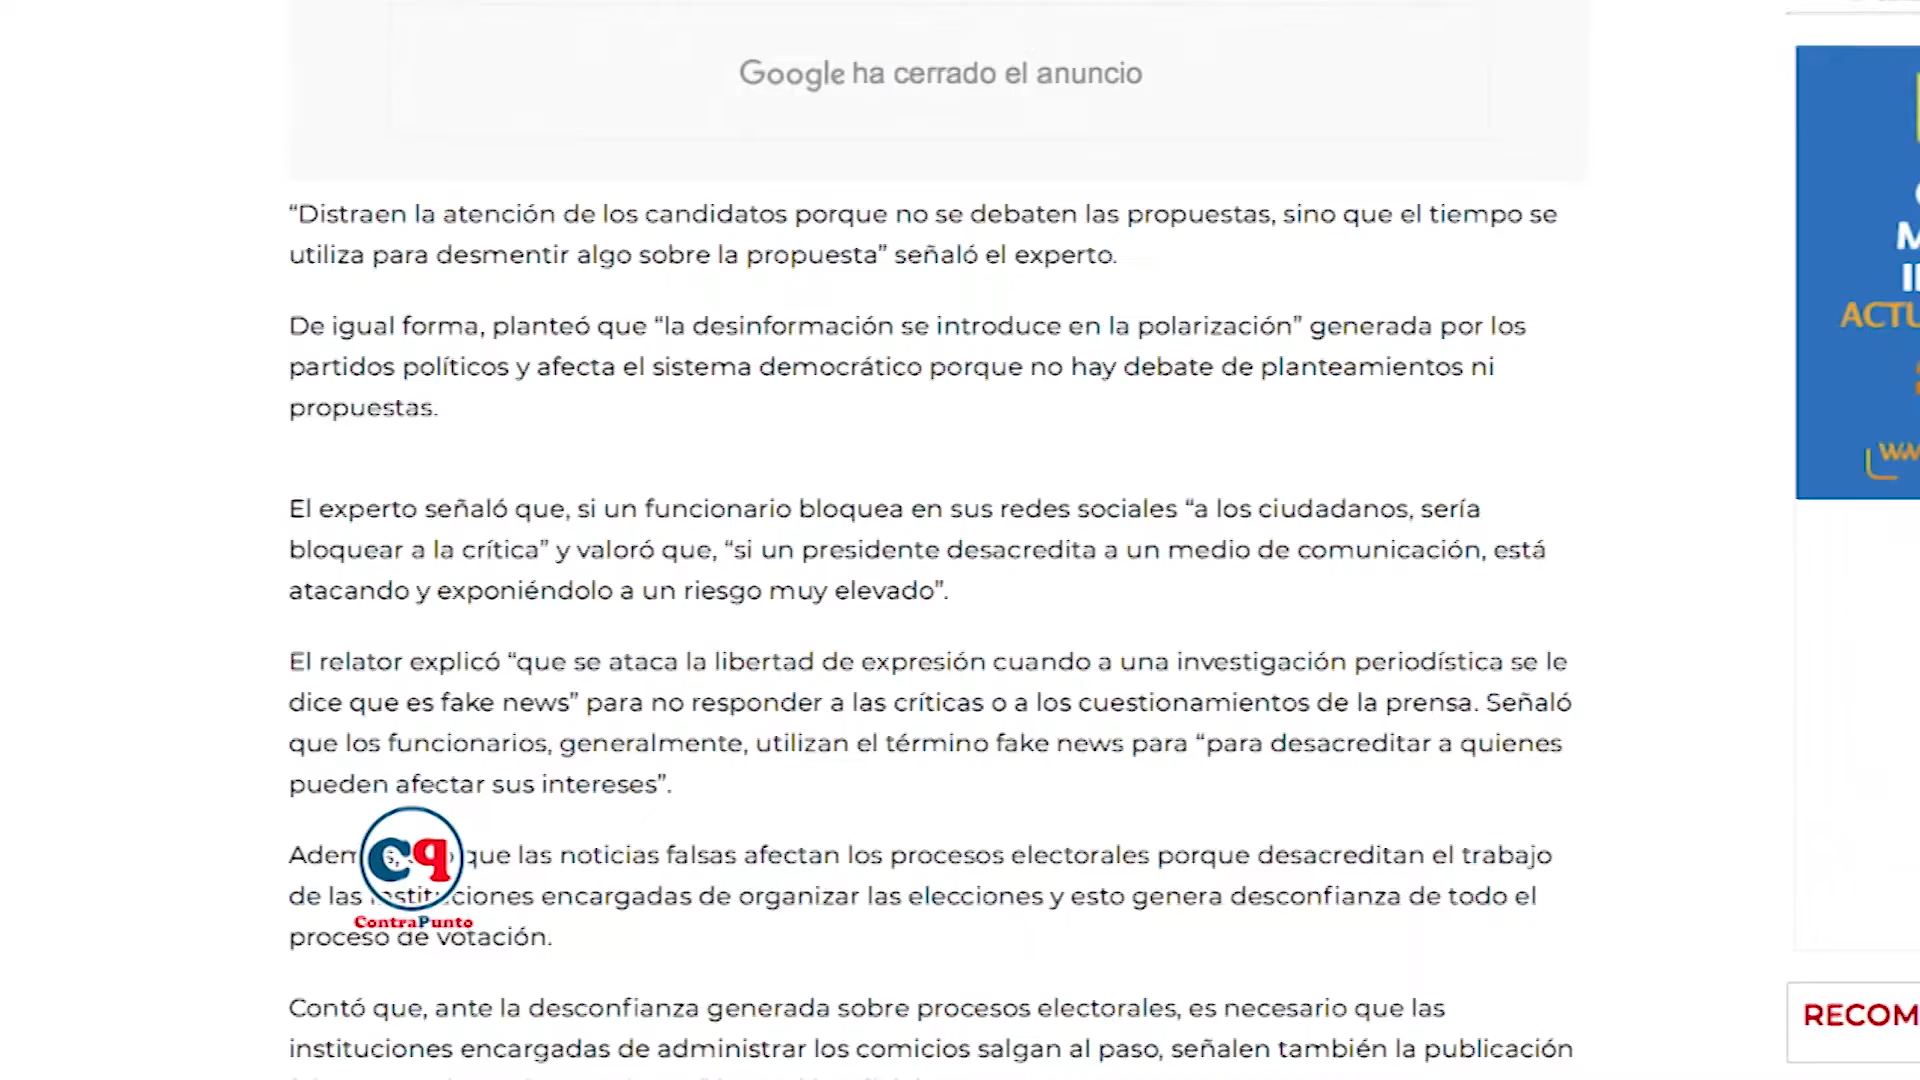 Google ha cerrado el anuncio
“Distraen la atención de los candidatos porque no se debaten las propuestas, sino que el tiempo se
utiliza para desmentir algo sobre la propuesta” señaló el experto.
De igual forma, planteó que “la desinformación se introduce en la polarización” generada por los
partidos políticos y afecta el sistema democrático porque no hay debate de planteamientos ni
propuestas.
El experto señaló que, si un funcionario bloquea en sus redes sociales “a los ciudadanos, sería
bloquear a la crítica” y valoró que, “si un presidente desacredita a un medio de comunicación, está
atacando y exponiéndolo a un riesgo muy elevado”.
El relator explicó “que se ataca la libertad de expresión cuando a una investigación periodística se le
dice que es fake news” para no responder a las críticas o a los cuestionamientos de la prensa. Señaló
que los funcionarios, generalmente, utilizan el término fake news para “para desacreditar a quienes
pueden afectar sus intereses”.
que las noticias falsas afectan los procesos electorales porque desacreditan el trabajo
de las encargadas de organizar las elecciones y esto genera desconfianza de todo el
proceso de votación.
Contó que, ante la desconfianza generada sobre procesos electorales, es necesario que las
instituciones encargadas de administrar los comicios salgan al paso, señalen también la publicación
cp
ContraPunto
M
ACTU
RECOM